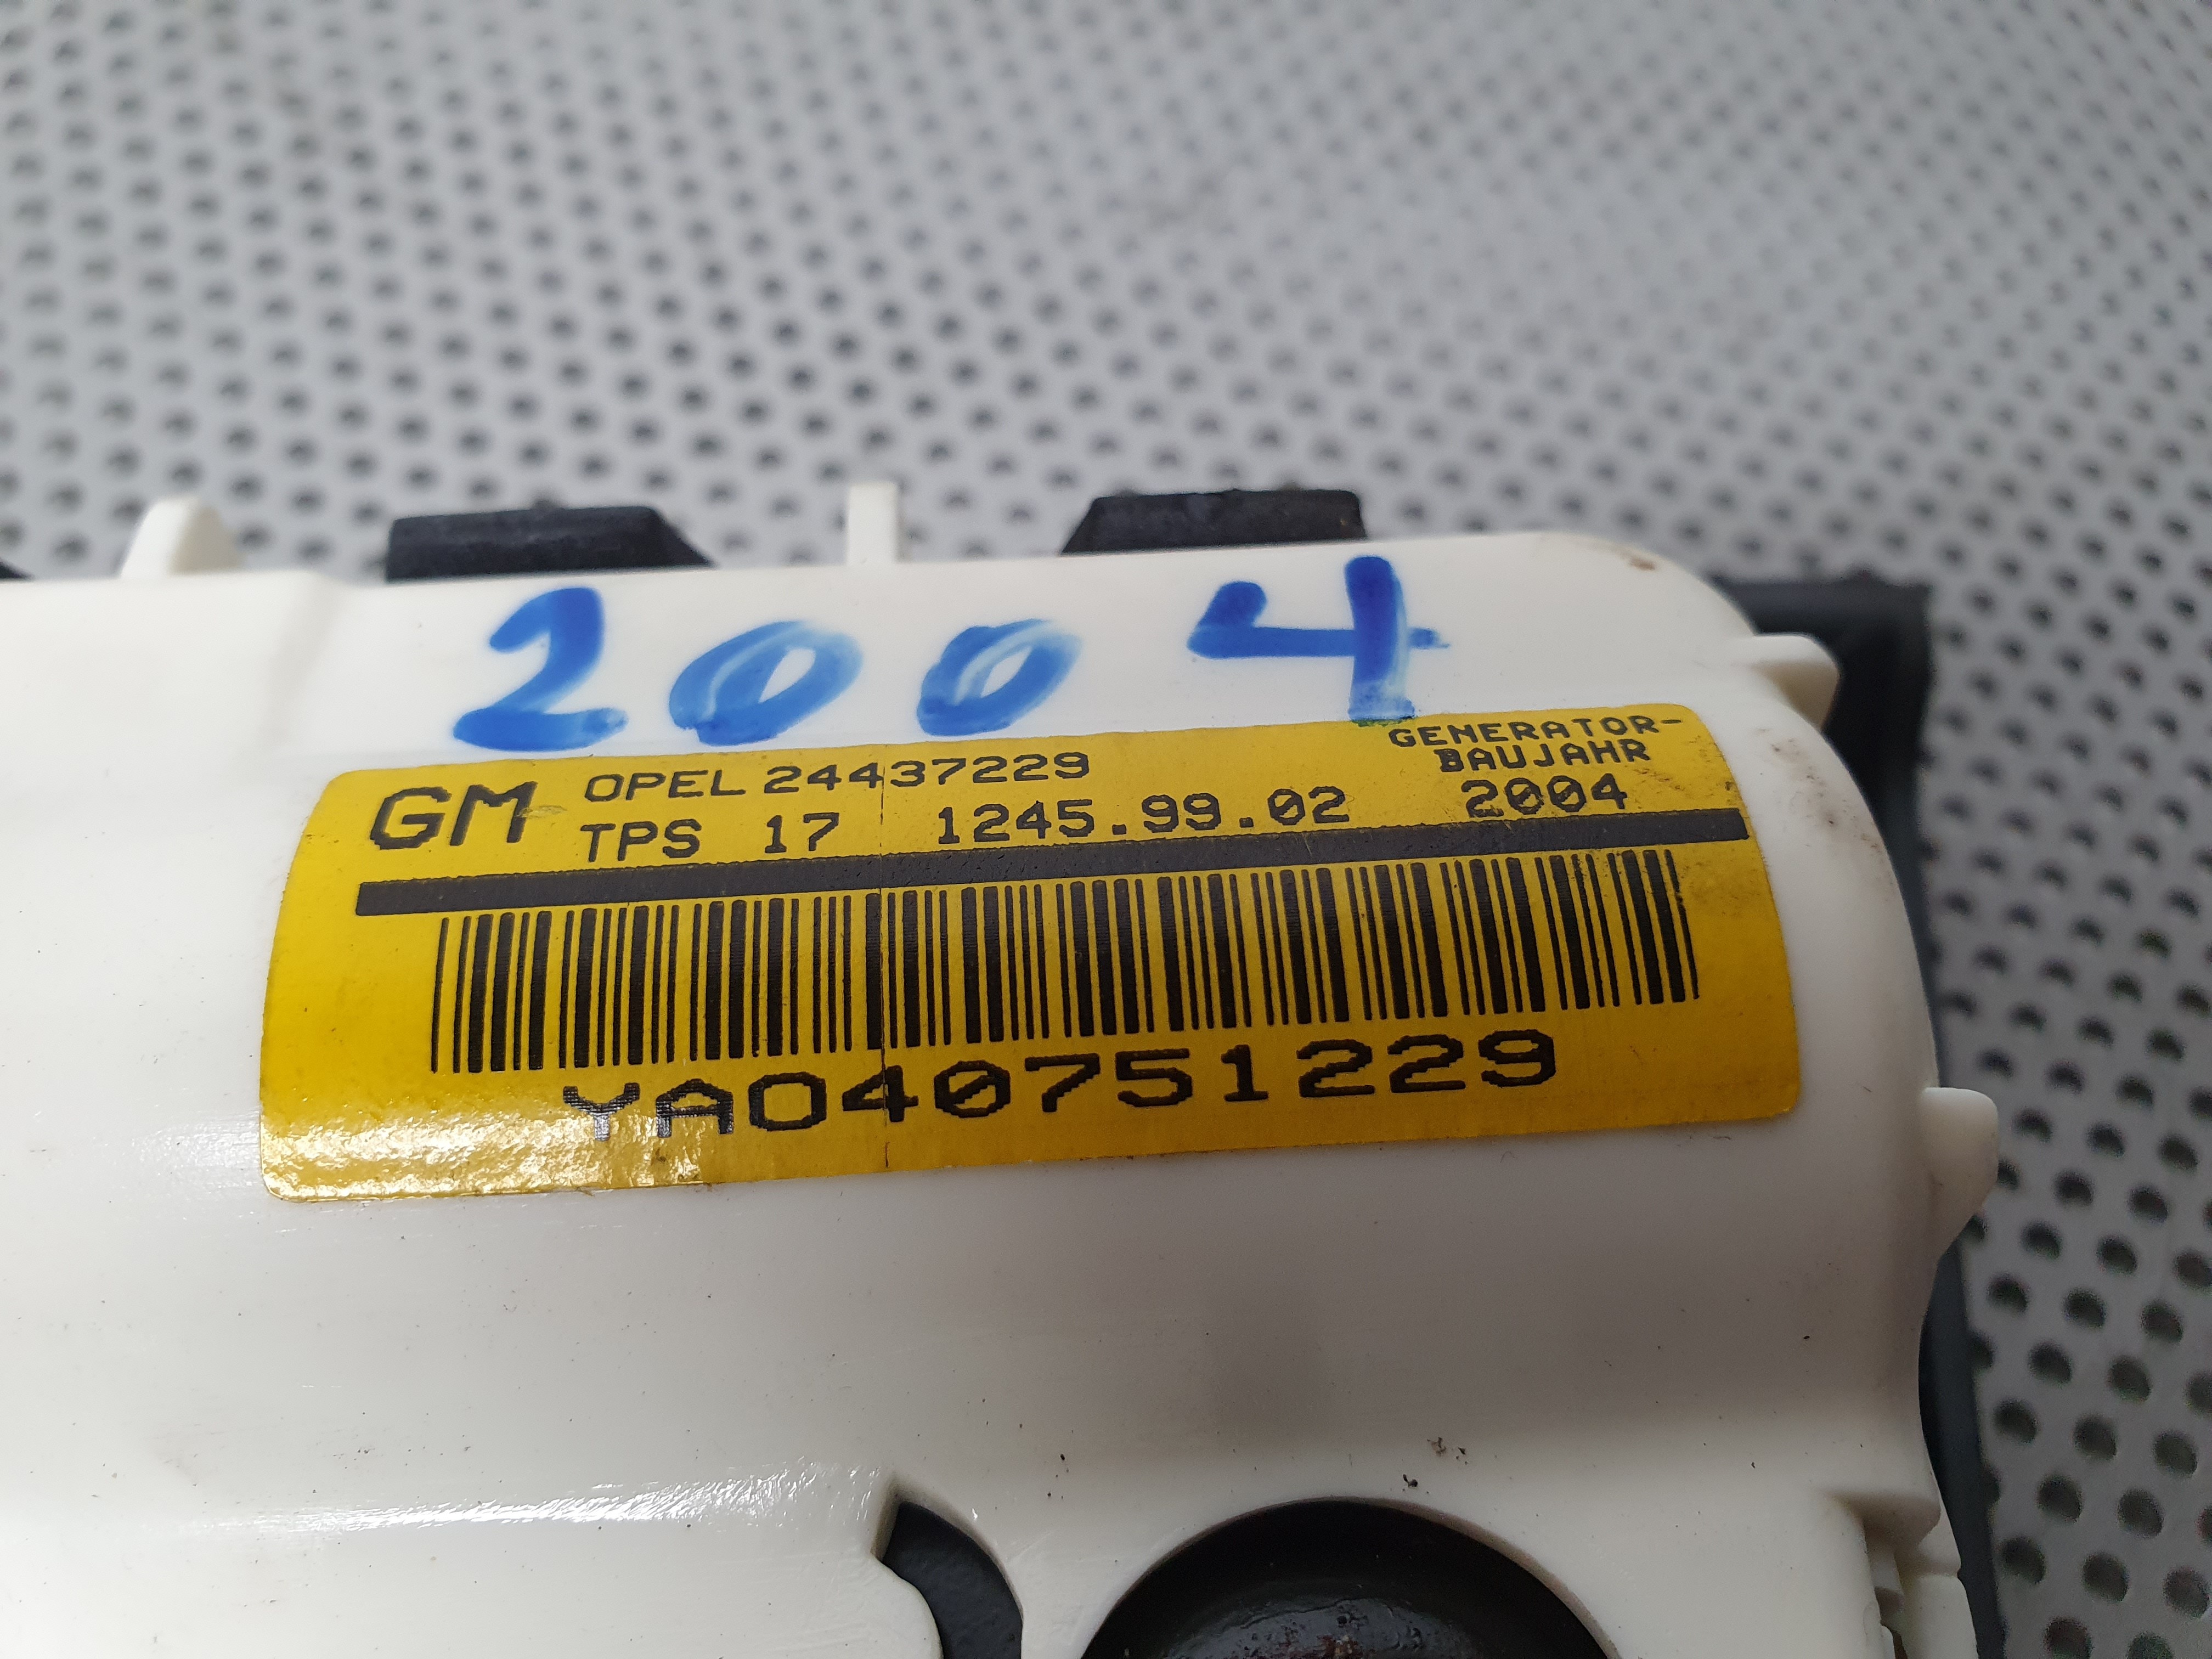 2004
GM OPEL 24437229 GENERATOR-
BAUJAHR
TPS 17 1245.99.02 2004
YA040751229